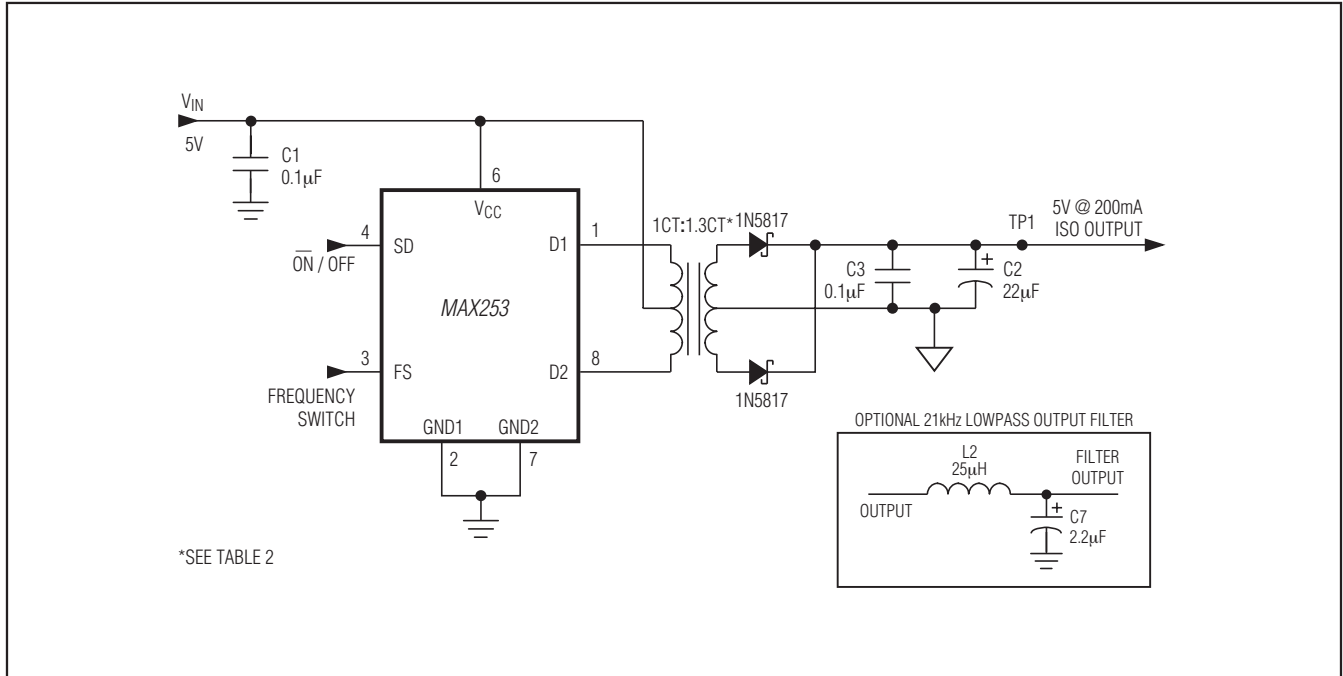 VIN
5V
C1
0.1µF
6
VCC
4
SD
ON / OFF
3
FS
FREQUENCY
SWITCH
MAX253
D1
1
D2
8
GND1
GND2
2
7
1CT:1.3CT*
1N5817
1N5817
C3
0.1µF
+
C2
22µF
TP1
5V @ 200mA
ISO OUTPUT
OPTIONAL 21kHz LOWPASS OUTPUT FILTER
L2
25µH
OUTPUT
FILTER
OUTPUT
+
C7
2.2µF
*SEE TABLE 2